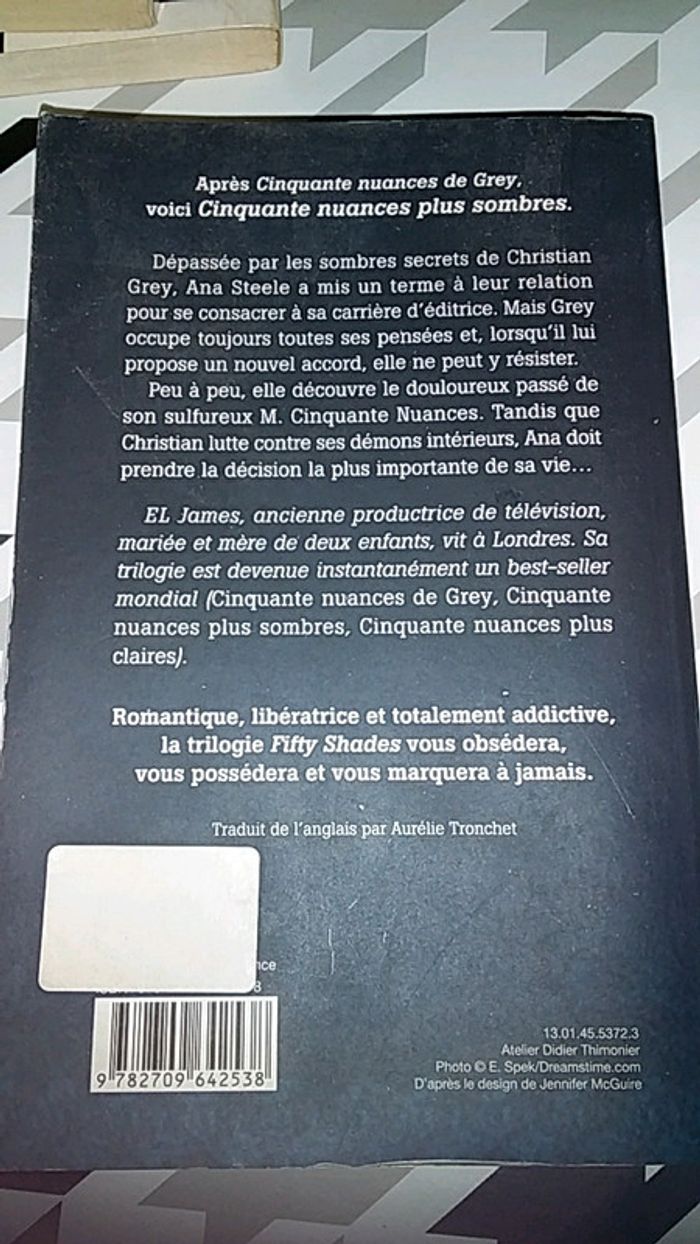 Après Cinquante nuances de Grey,
voici Cinquante nuances plus sombres.
Dépassée par les sombres secrets de Christian
Grey, Ana Steele a mis un terme à leur relation
pour se consacrer à sa carrière d'éditrice. Mais Grey
occupe toujours toutes ses pensées et, lorsqu'il lui
propose un nouvel accord, elle ne peut y résister.
Peu à peu, elle découvre le douloureux passé de
son sulfureux M. Cinquante Nuances. Tandis que
Christian lutte contre ses démons intérieurs, Ana doit
prendre la décision la plus importante de sa vie...
EL James, ancienne productrice de télévision,
mariée et mère de deux enfants, vit à Londres. Sa
trilogie est devenue instantanément un best-seller
mondial (Cinquante nuances de Grey, Cinquante
nuances plus sombres, Cinquante nuances plus
claires).
Romantique, libératrice et totalement addictive,
la trilogie Fifty Shades vous obsédera,
vous possédera et vous marquera à jamais.
Traduit de l'anglais par Aurélie Tronchet
9 782709 642538
13.01.45.5372.3
Atelier Didier Thimonier
Photo © E. Spek/Dreamstime.com
D'après le design de Jennifer McGuire